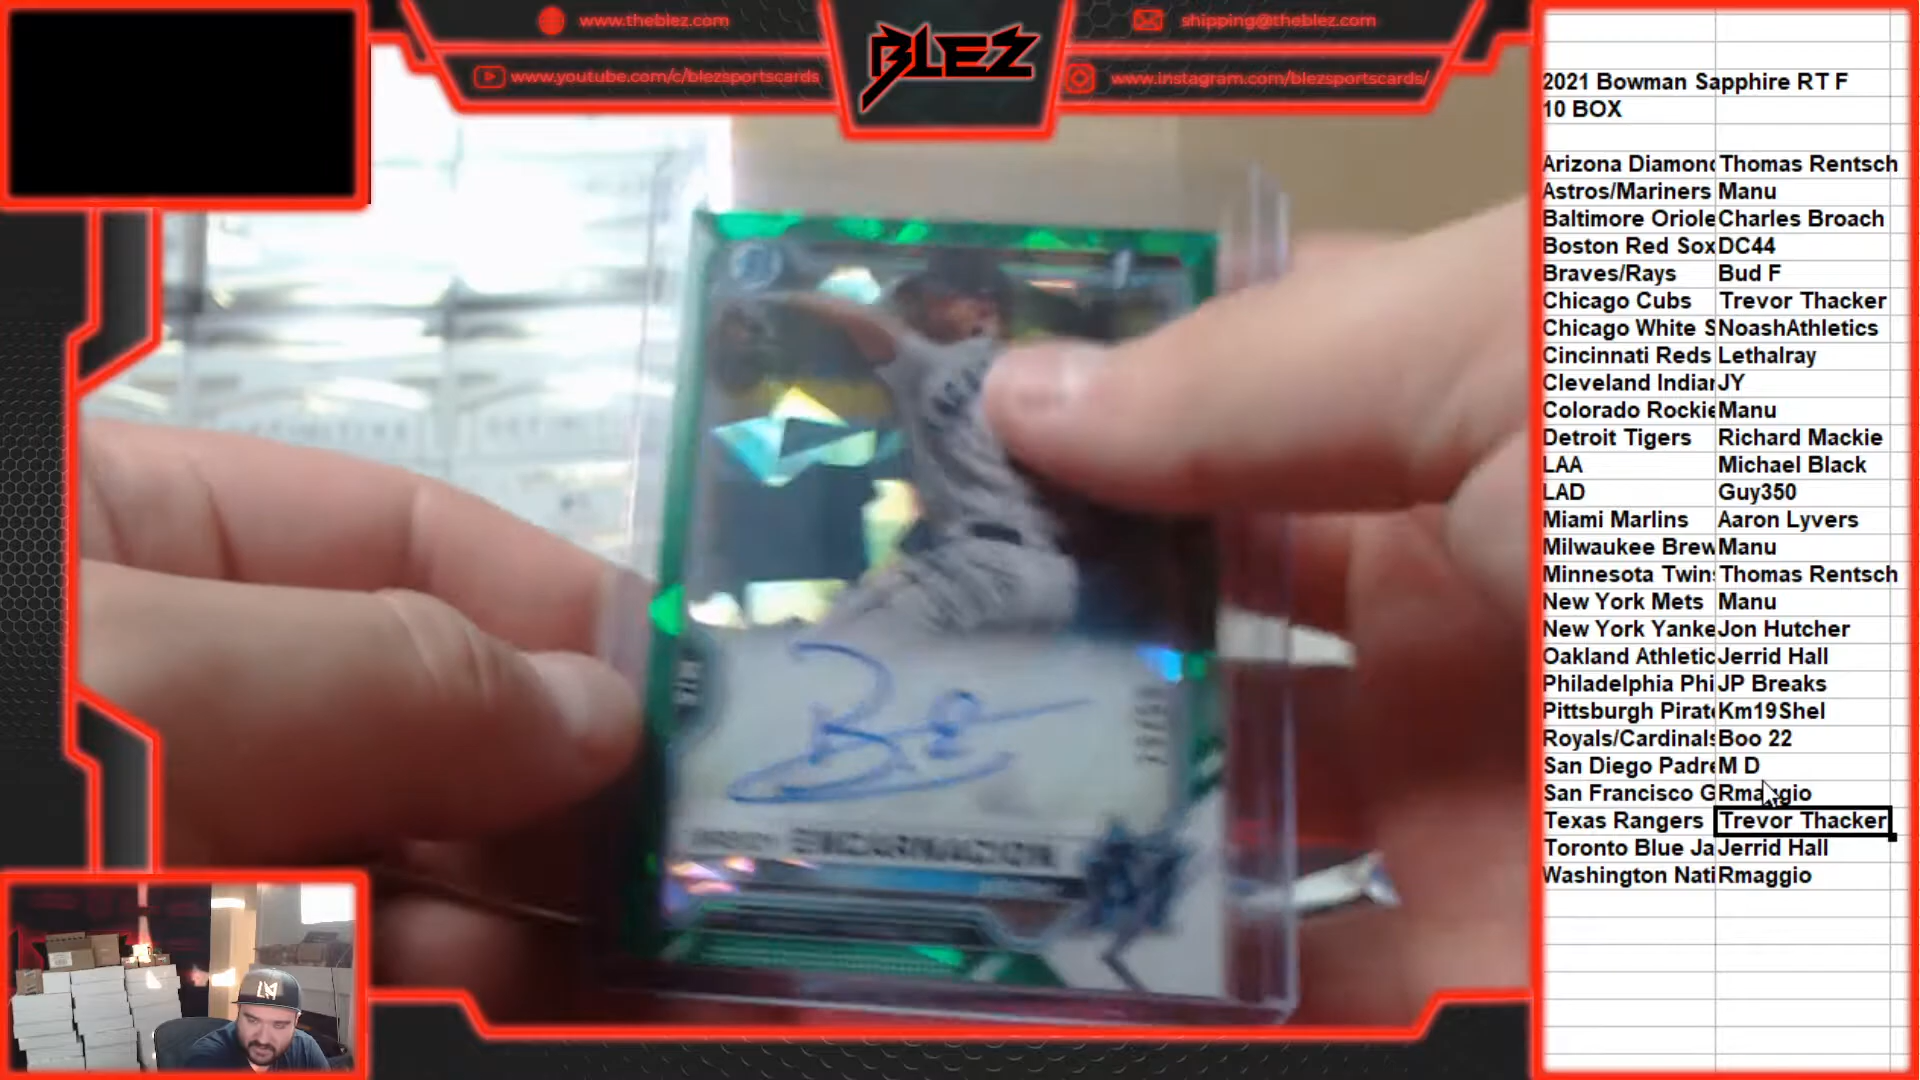 www.theblez.com
www.youtube.com/c/blezsportscards
BLEZ
shipping@theblez.com
www.instagram.com/blezsportscards/
ENCARNACION
2021 Bowman Sapphire RT F
10 BOX
Arizona Diamond Thomas Rentsch
Astros/Mariners Manu
Baltimore Oriole Charles Broach
Boston Red Sox DC44
Braves/Rays Bud F
Chicago Cubs Trevor Thacker
Chicago White S NoashAthletics
Cincinnati Reds Lethalray
Cleveland Indian JY
Colorado Rockie Manu
Detroit Tigers Richard Mackie
LAA Michael Black
LAD Guy350
Miami Marlins Aaron Lyvers
Milwaukee Brew Manu
Minnesota Twins Thomas Rentsch
New York Mets Manu
New York Yanke Jon Hutcher
Oakland Athletic Jerrid Hall
Philadelphia Phi JP Breaks
Pittsburgh Pirate Km19Shel
Royals/Cardinals Boo 22
San Diego Padre M D
San Francisco G Rmaggio
Texas Rangers Trevor Thacker
Toronto Blue Ja Jerrid Hall
Washington Nati Rmaggio